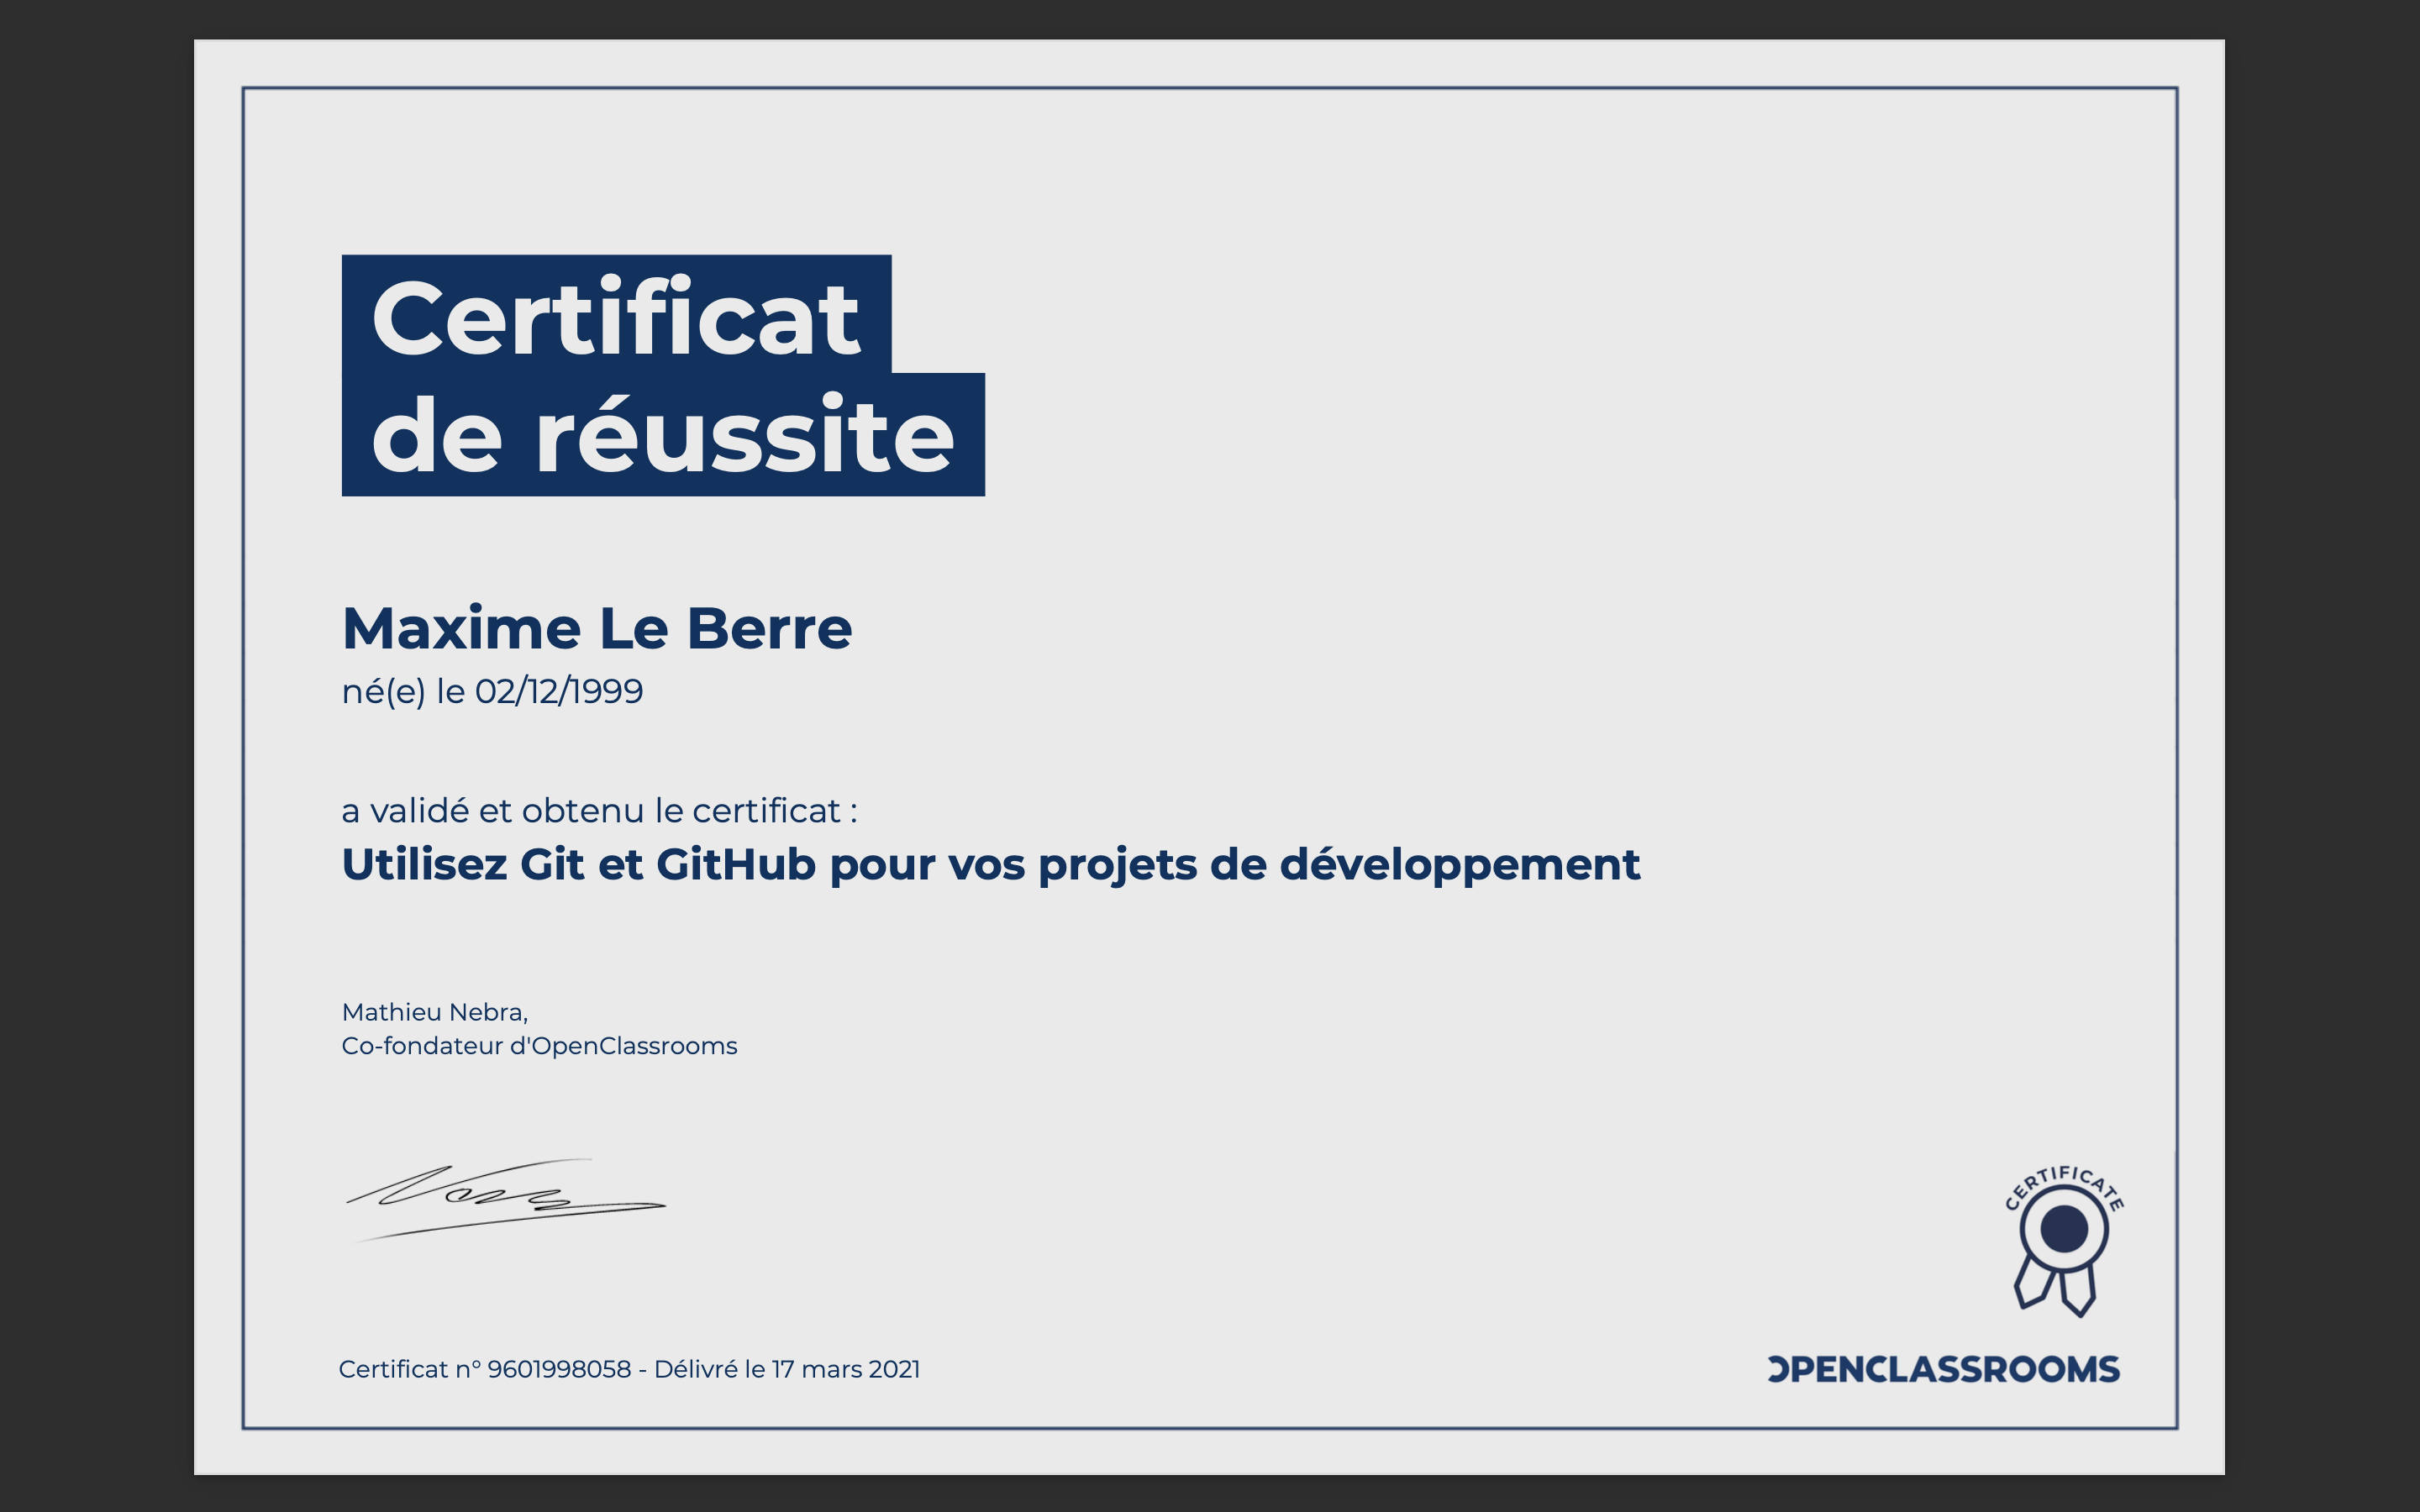 Certificat
de réussite
Maxime Le Berre
né(e) le 02/12/1999
a validé et obtenu le certificat :
Utilisez Git et GitHub pour vos projets de développement
Mathieu Nebra,
Co-fondateur d'OpenClassrooms
CERTIFICATE
Certificat n° 9601998058 - Délivré le 17 mars 2021
OPENCLASSROOMS